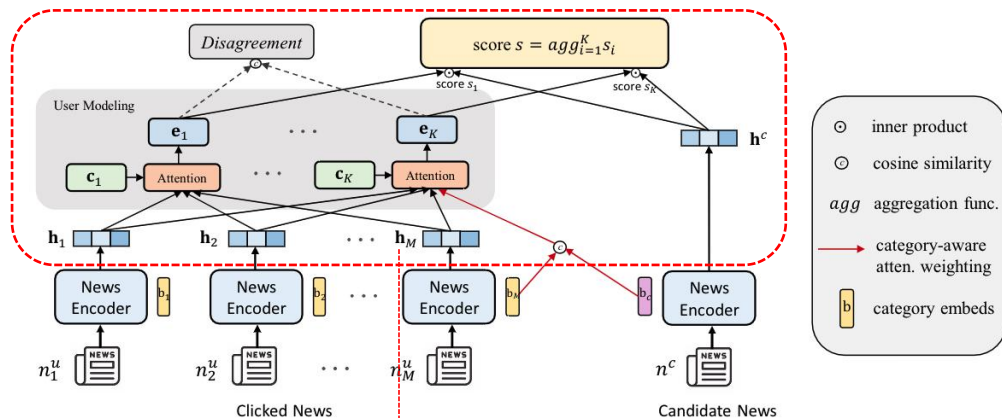 Disagreement
score s = agg_{i=1}^{K} s_i
c
score s_1
score s_K
User Modeling
e_1
· · ·
e_K
h^c
c_1
Attention
· · ·
c_K
Attention
h_1
h_2
· · ·
h_M
c
News Encoder
b_1
News Encoder
b_2
· · ·
News Encoder
b_M
b_c
News Encoder
n_1^u
NEWS
n_2^u
NEWS
· · ·
n_M^u
NEWS
n^c
NEWS
Clicked News
Candidate News
inner product
c
cosine similarity
agg
aggregation func.
category-aware
atten. weighting
b
category embeds